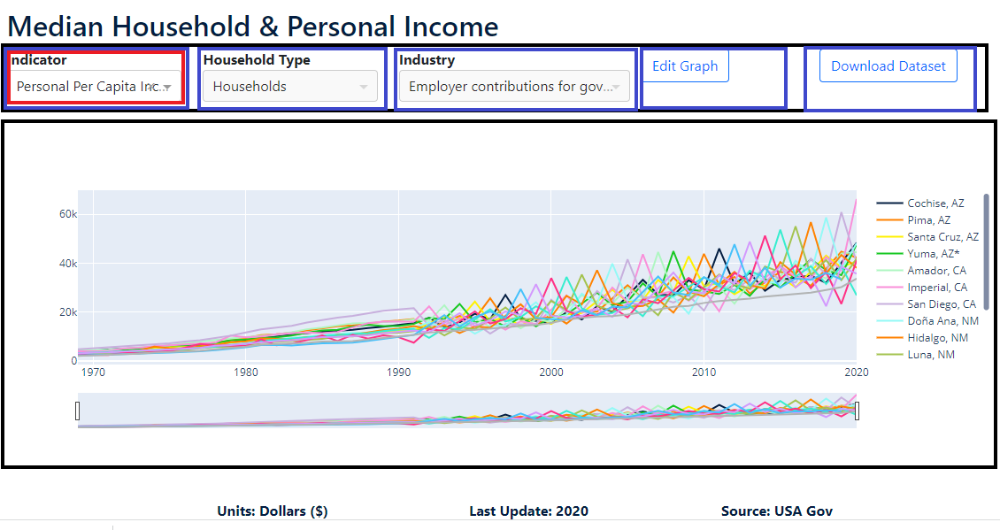 Median Household & Personal Income
ndicator
Household Type
Industry
Edit Graph
Download Dataset
Personal Per Capita Inc...
Households
Employer contributions for gov...
60k
40k
20k
0
1970
1980
1990
2000
2010
2020
Cochise, AZ
Pima, AZ
Santa Cruz, AZ
Yuma, AZ*
Amador, CA
Imperial, CA
San Diego, CA
Doña Ana, NM
Hidalgo, NM
Luna, NM
Units: Dollars ($)
Last Update: 2020
Source: USA Gov